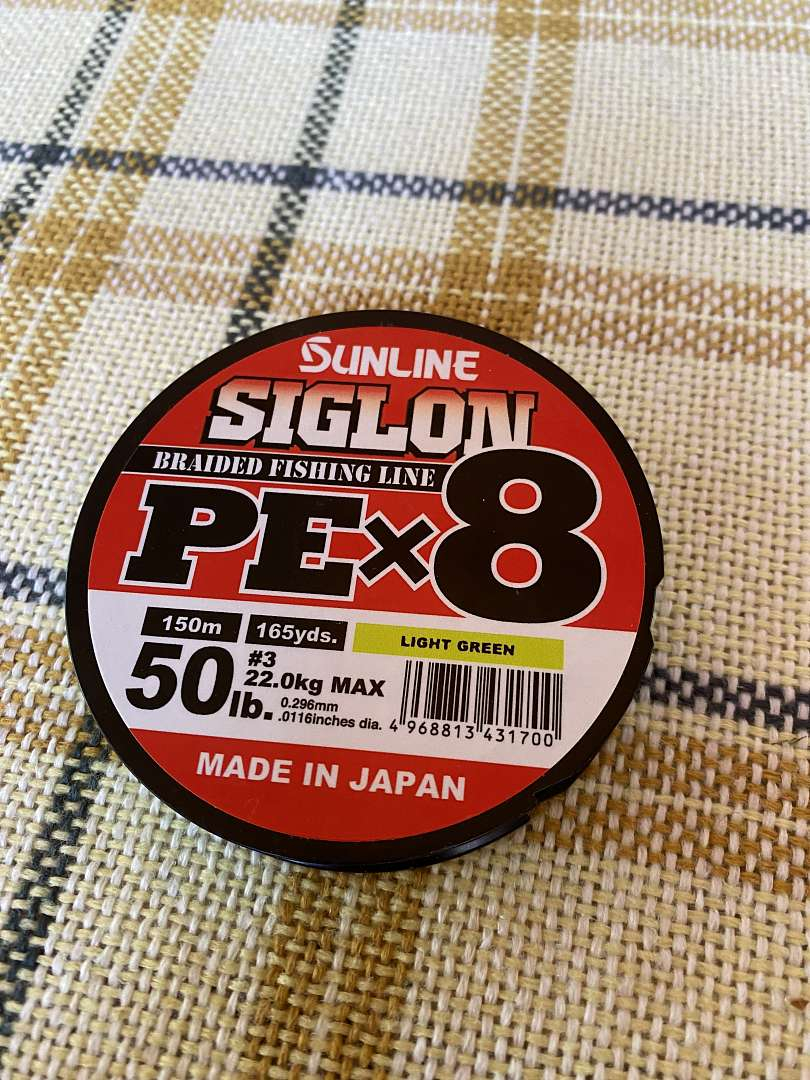 SUNLINE
SIGLON
BRAIDED FISHING LINE
PE×8
150m 165yds. LIGHT GREEN
50lb. #3
22.0kg MAX
0.296mm
.0116inches dia.
4 968813 431700
MADE IN JAPAN